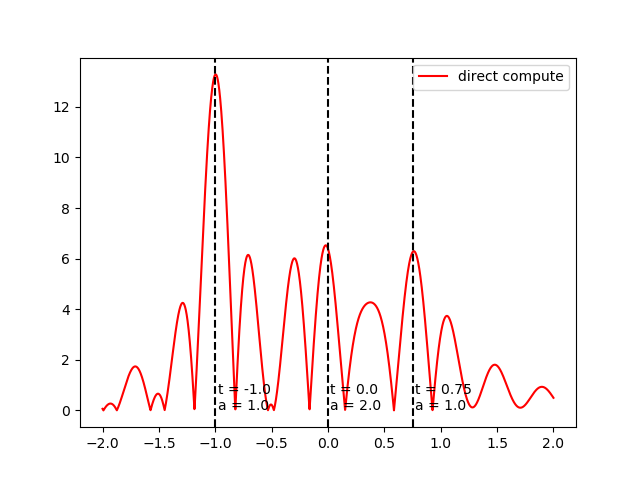 direct compute
12
10
8
6
4
2
0
t = -1.0
a = 1.0
t = 0.0
a = 2.0
t = 0.75
a = 1.0
−2.0 −1.5 −1.0 −0.5 0.0 0.5 1.0 1.5 2.0